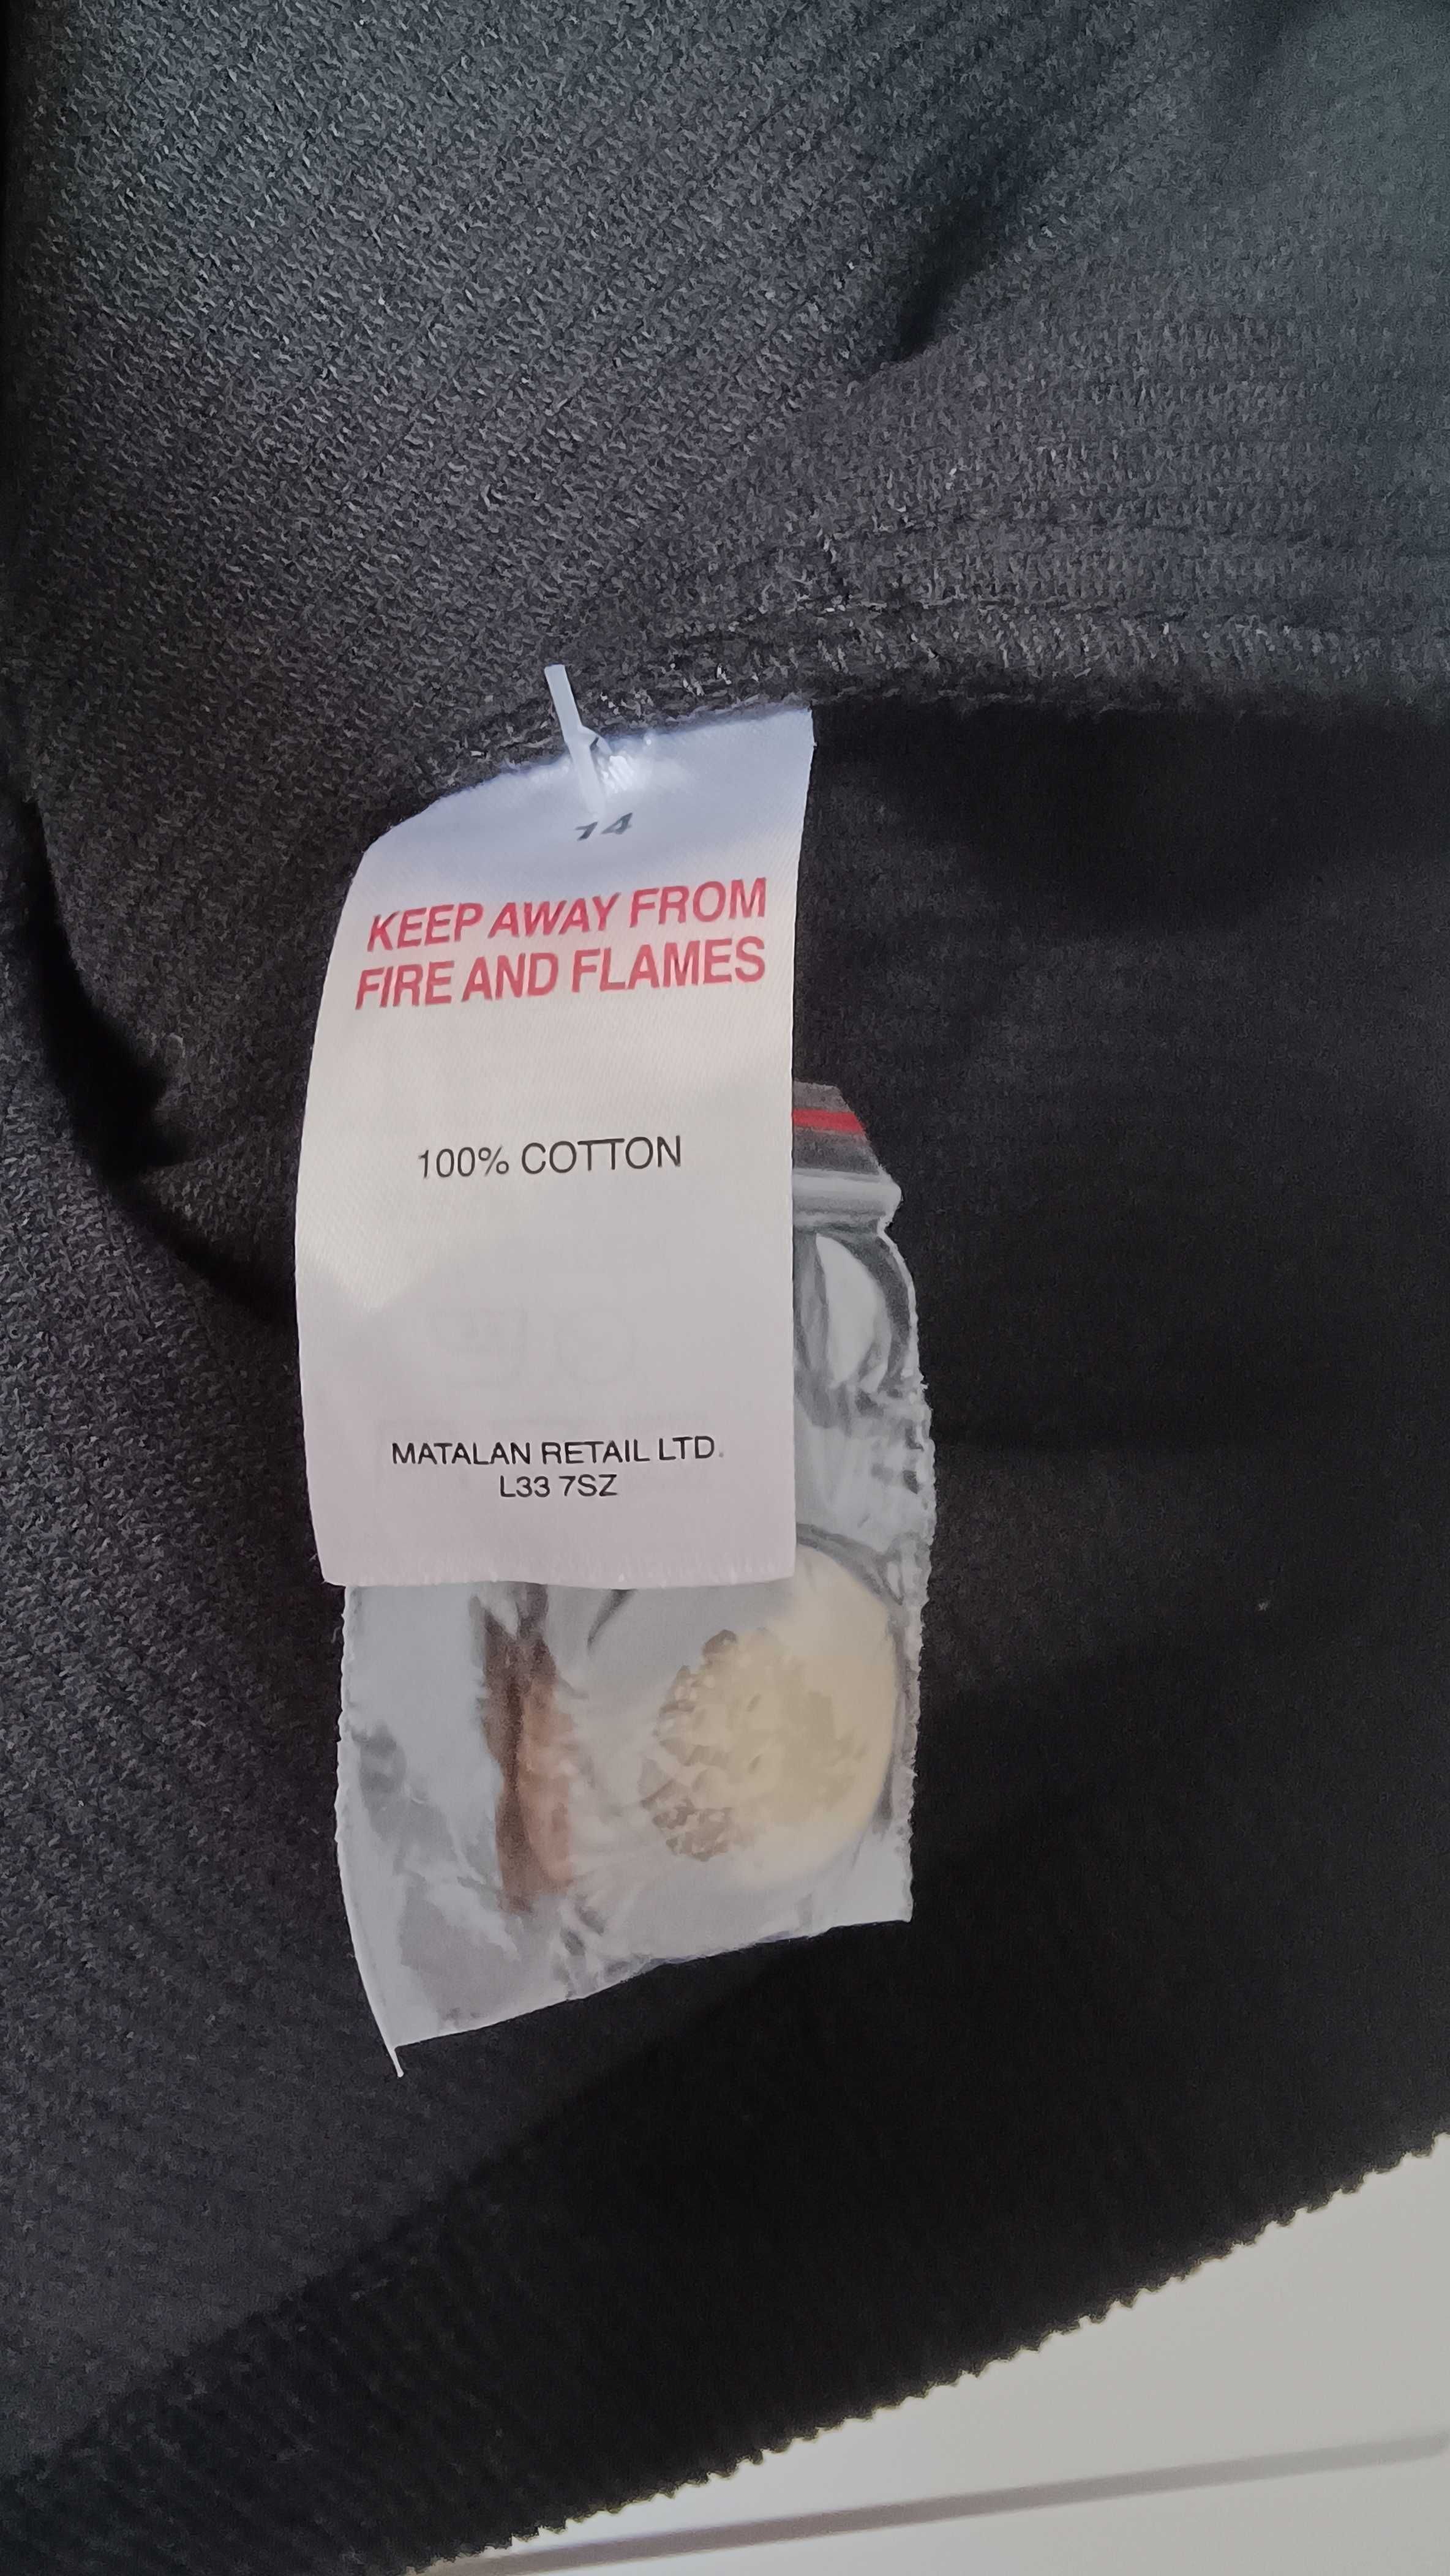 14
KEEP AWAY FROM
FIRE AND FLAMES
100% COTTON
MATALAN RETAIL LTD.
L33 7SZ